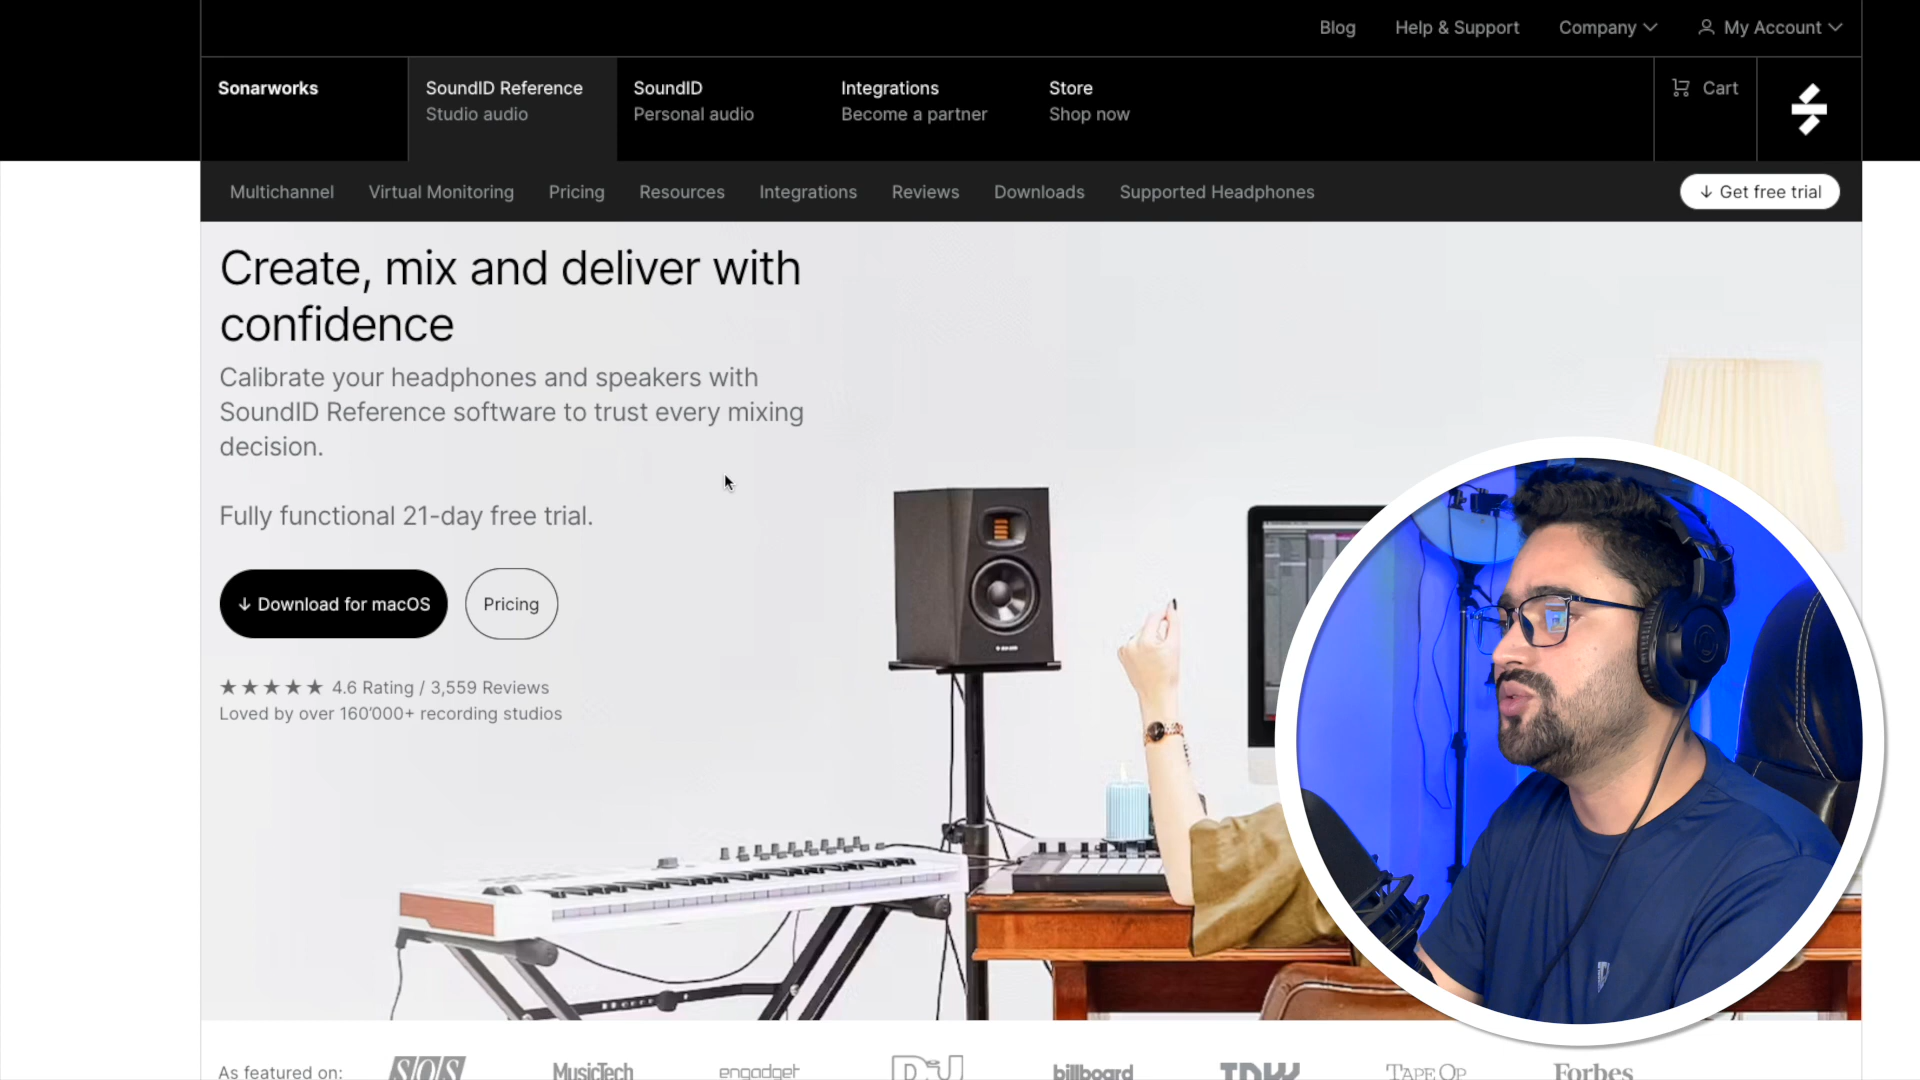 Blog
Help & Support
Company
My Account
Sonarworks
SoundID Reference
Studio audio
SoundID
Personal audio
Integrations
Become a partner
Store
Shop now
Cart
Multichannel
Virtual Monitoring
Pricing
Resources
Integrations
Reviews
Downloads
Supported Headphones
↓ Get free trial
Create, mix and deliver with
confidence
Calibrate your headphones and speakers with
SoundID Reference software to trust every mixing
decision.
Fully functional 21-day free trial.
↓ Download for macOS
Pricing
★★★★★ 4.6 Rating / 3,559 Reviews
Loved by over 160'000+ recording studios
As featured on:
SOS
MusicTech
engadget
DJ
billboard
TAPE OP
Forbes